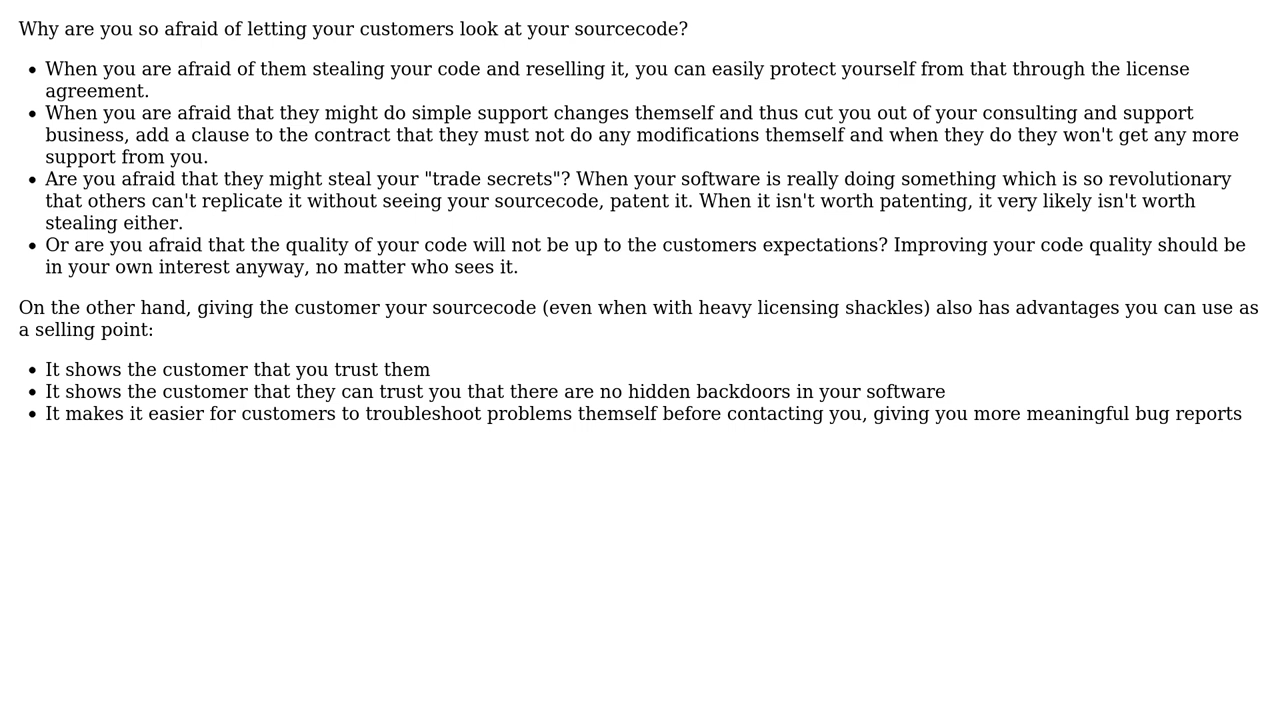 Why are you so afraid of letting your customers look at your sourcecode?
• When you are afraid of them stealing your code and reselling it, you can easily protect yourself from that through the license
agreement.
• When you are afraid that they might do simple support changes themself and thus cut you out of your consulting and support
business, add a clause to the contract that they must not do any modifications themself and when they do they won't get any more
support from you.
• Are you afraid that they might steal your "trade secrets"? When your software is really doing something which is so revolutionary
that others can't replicate it without seeing your sourcecode, patent it. When it isn't worth patenting, it very likely isn't worth
stealing either.
• Or are you afraid that the quality of your code will not be up to the customers expectations? Improving your code quality should be
in your own interest anyway, no matter who sees it.
On the other hand, giving the customer your sourcecode (even when with heavy licensing shackles) also has advantages you can use as
a selling point:
• It shows the customer that you trust them
• It shows the customer that they can trust you that there are no hidden backdoors in your software
• It makes it easier for customers to troubleshoot problems themself before contacting you, giving you more meaningful bug reports